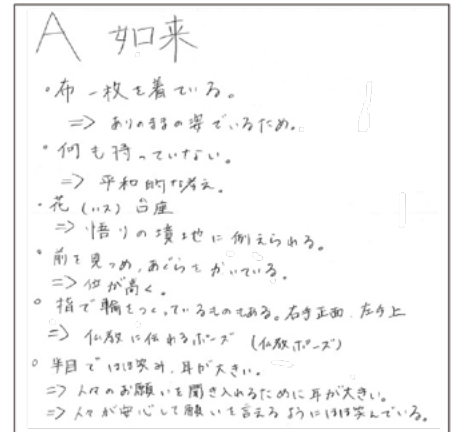 A 如来
・布一枚を着ている。
⇒ ありのままの姿でいるため。
・何も持っていない。
⇒ 平和的な考え。
・花(いス)台座
⇒ 悟りの境地に例えられる。
・前を見つめ,あぐらをかいている。
⇒ 位が高く。
○ 指で輪をつくっているものもある。右手正面,左手上
⇒ 仏教に伝わるポーズ (仏教ポーズ)
○ 半目でほほ笑み,耳が大きい。
⇒ 人々のお願いを聞き入れるために耳が大きい。
⇒ 人々が安心して願いを言えるようにほほ笑んでいる。